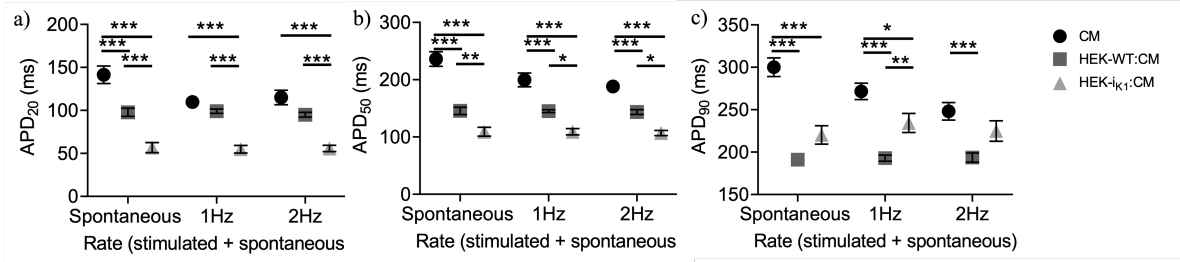 a)
APD20 (ms)
200
150
100
50
0
***
***
***
***
***
***
***
Spontaneous 1Hz 2Hz
Rate (stimulated + spontaneous
b)
APD50 (ms)
300
200
100
0
***
***
**
***
***
*
***
***
*
Spontaneous 1Hz 2Hz
Rate (stimulated + spontaneous
c)
APD90 (ms)
350
300
250
200
150
***
***
*
***
**
***
Spontaneous 1Hz 2Hz
Rate (stimulated + spontaneous)
CM
HEK-WT:CM
HEK-iK1:CM